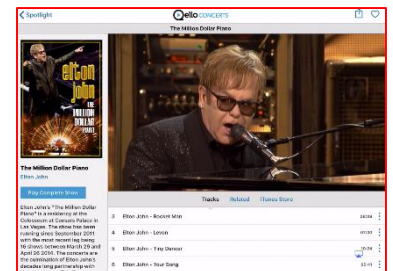 Spotlight
Qello CONCERTS
The Million Dollar Piano
elton
john
THE
MILLION
DOLLAR
PIANO
The Million Dollar Piano
Elton John
Play Complete Show
Elton John's "The Million Dollar
Piano" is a residency at the
Colosseum at Caesars Palace in
Las Vegas. The show has been
running since September 2011
with the most recent leg being
16 shows between March 29 and
April 26 2014. The concerts are
the culmination of Elton John's
decades long partnership with
Tracks Related iTunes Store
3 Elton John - Rocket Man
4 Elton John - Levon
5 Elton John - Tiny Dancer
6 Elton John - Your Song